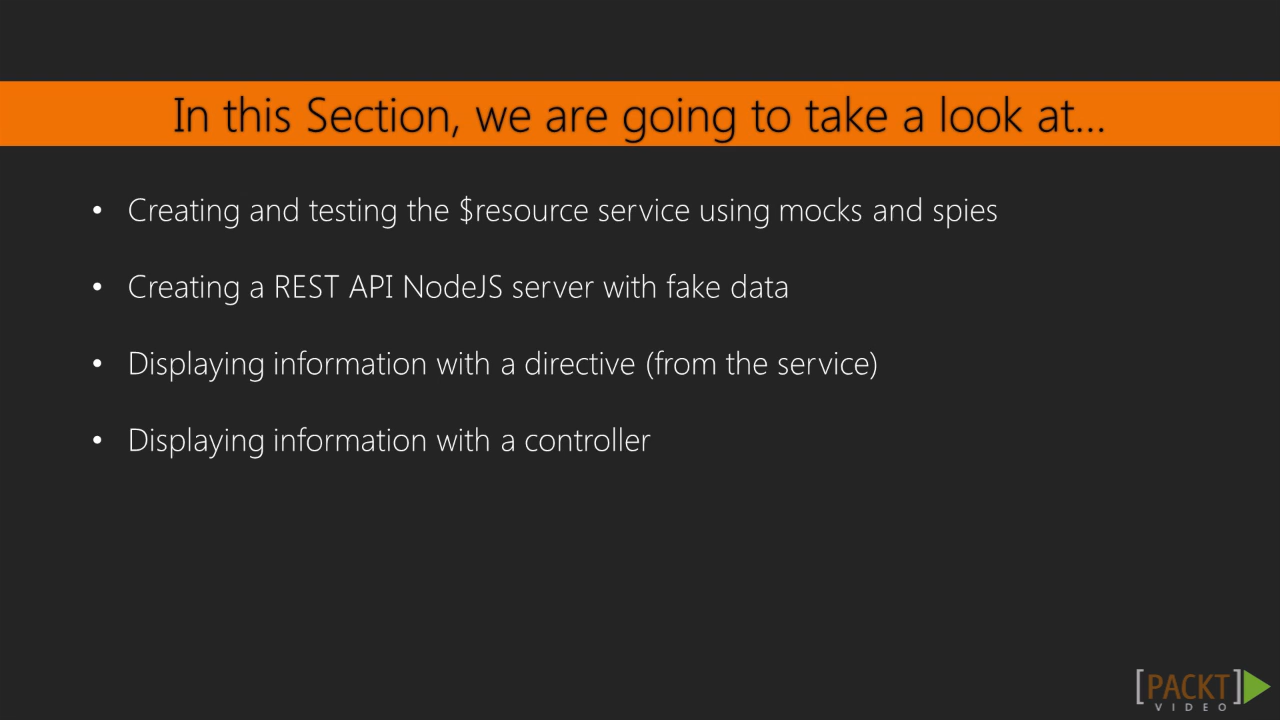 In this Section, we are going to take a look at...
• Creating and testing the $resource service using mocks and spies
• Creating a REST API NodeJS server with fake data
• Displaying information with a directive (from the service)
• Displaying information with a controller
[PACKT]
VIDEO